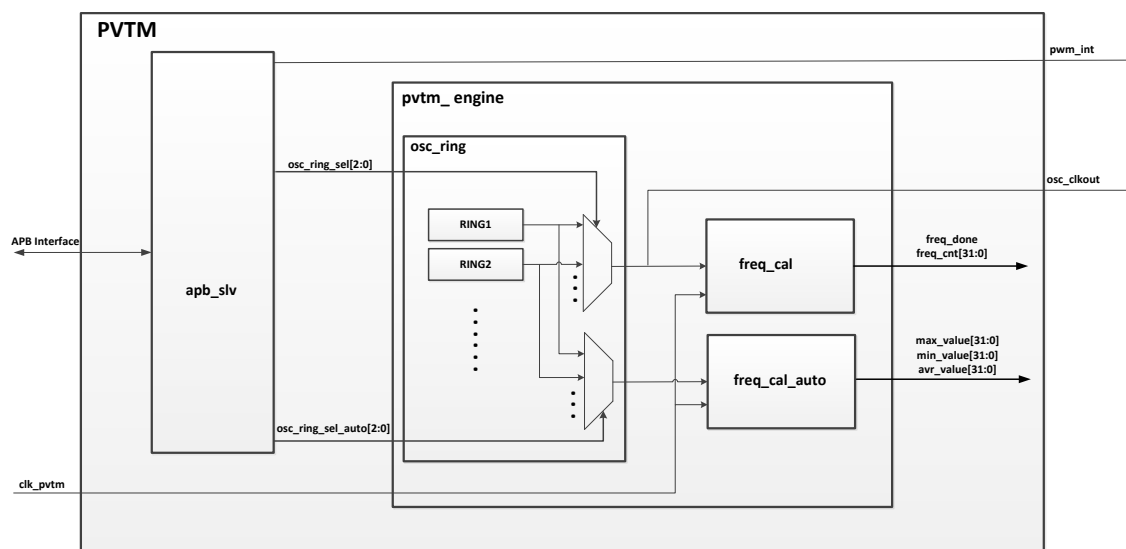 PVTM
pwm_int
pvtm_ engine
osc_ring
osc_ring_sel[2:0]
osc_clkout
RING1
APB Interface
freq_done
freq_cnt[31:0]
RING2
freq_cal
apb_slv
max_value[31:0]
min_value[31:0]
avr_value[31:0]
freq_cal_auto
osc_ring_sel_auto[2:0]
clk_pvtm